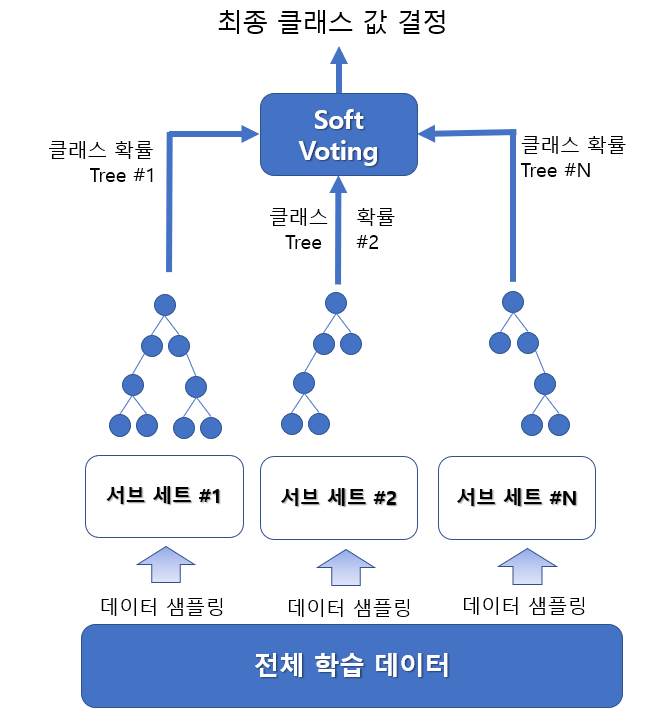 최종 클래스 값 결정
Soft
Voting
클래스 확률
Tree #1
클래스 확률
Tree #2
클래스 확률
Tree #N
서브 세트 #1
서브 세트 #2
서브 세트 #N
데이터 샘플링
데이터 샘플링
데이터 샘플링
전체 학습 데이터